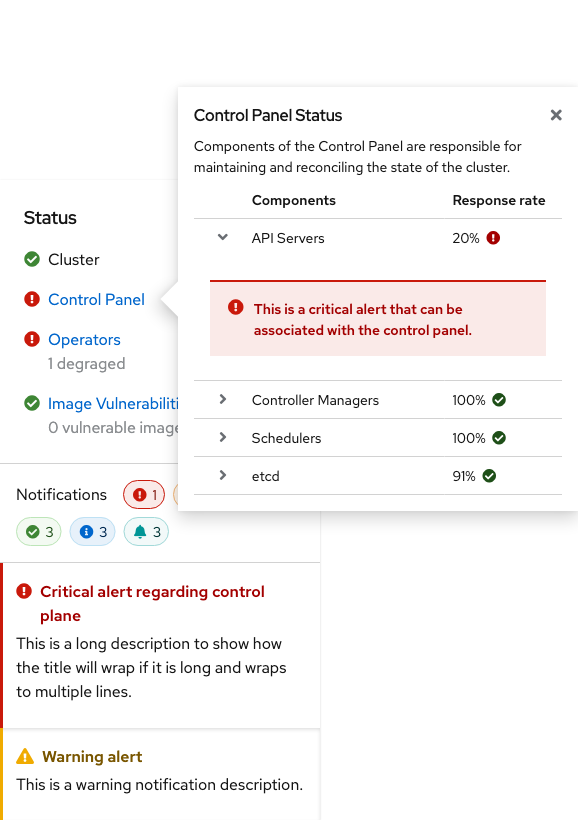 Control Panel Status
Components of the Control Panel are responsible for
maintaining and reconciling the state of the cluster.
Components Response rate
API Servers 20%
This is a critical alert that can be
associated with the control panel.
Controller Managers 100%
Schedulers 100%
etcd 91%
Status
Cluster
Control Panel
Operators
1 degraded
Image Vulnerabiliti
0 vulnerable image
Notifications 1
3 3 3
Critical alert regarding control
plane
This is a long description to show how
the title will wrap if it is long and wraps
to multiple lines.
Warning alert
This is a warning notification description.